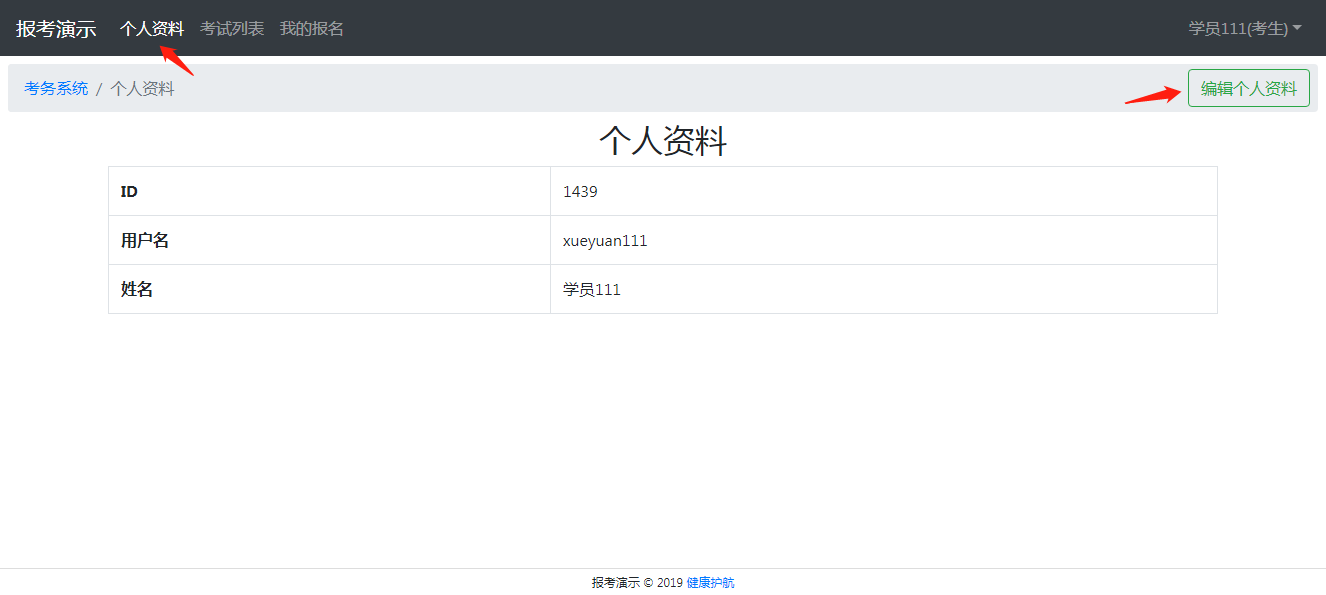 报考演示 个人资料 考试列表 我的报名 学员111(考生)
考务系统 / 个人资料 编辑个人资料
个人资料
ID 1439
用户名 xueyuan111
姓名 学员111
报考演示 © 2019 健康护航